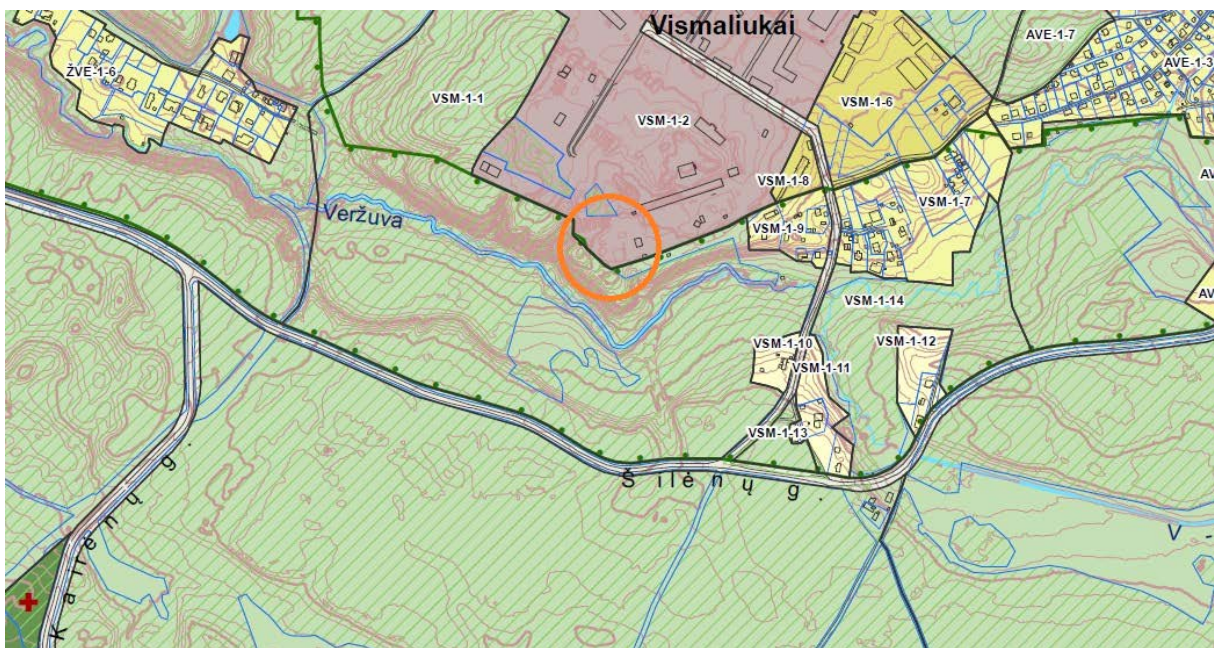 Vismaliukai
AVE-1-7
AVE-1-3
ŽVE-1-6
VSM-1-1
VSM-1-6
VSM-1-2
VSM-1-8
VSM-1-7
Veržuva
VSM-1-9
VSM-1-14
VSM-1-10
VSM-1-12
VSM-1-11
VSM-1-13
Šilėnų g.
Kairėnų g.
V